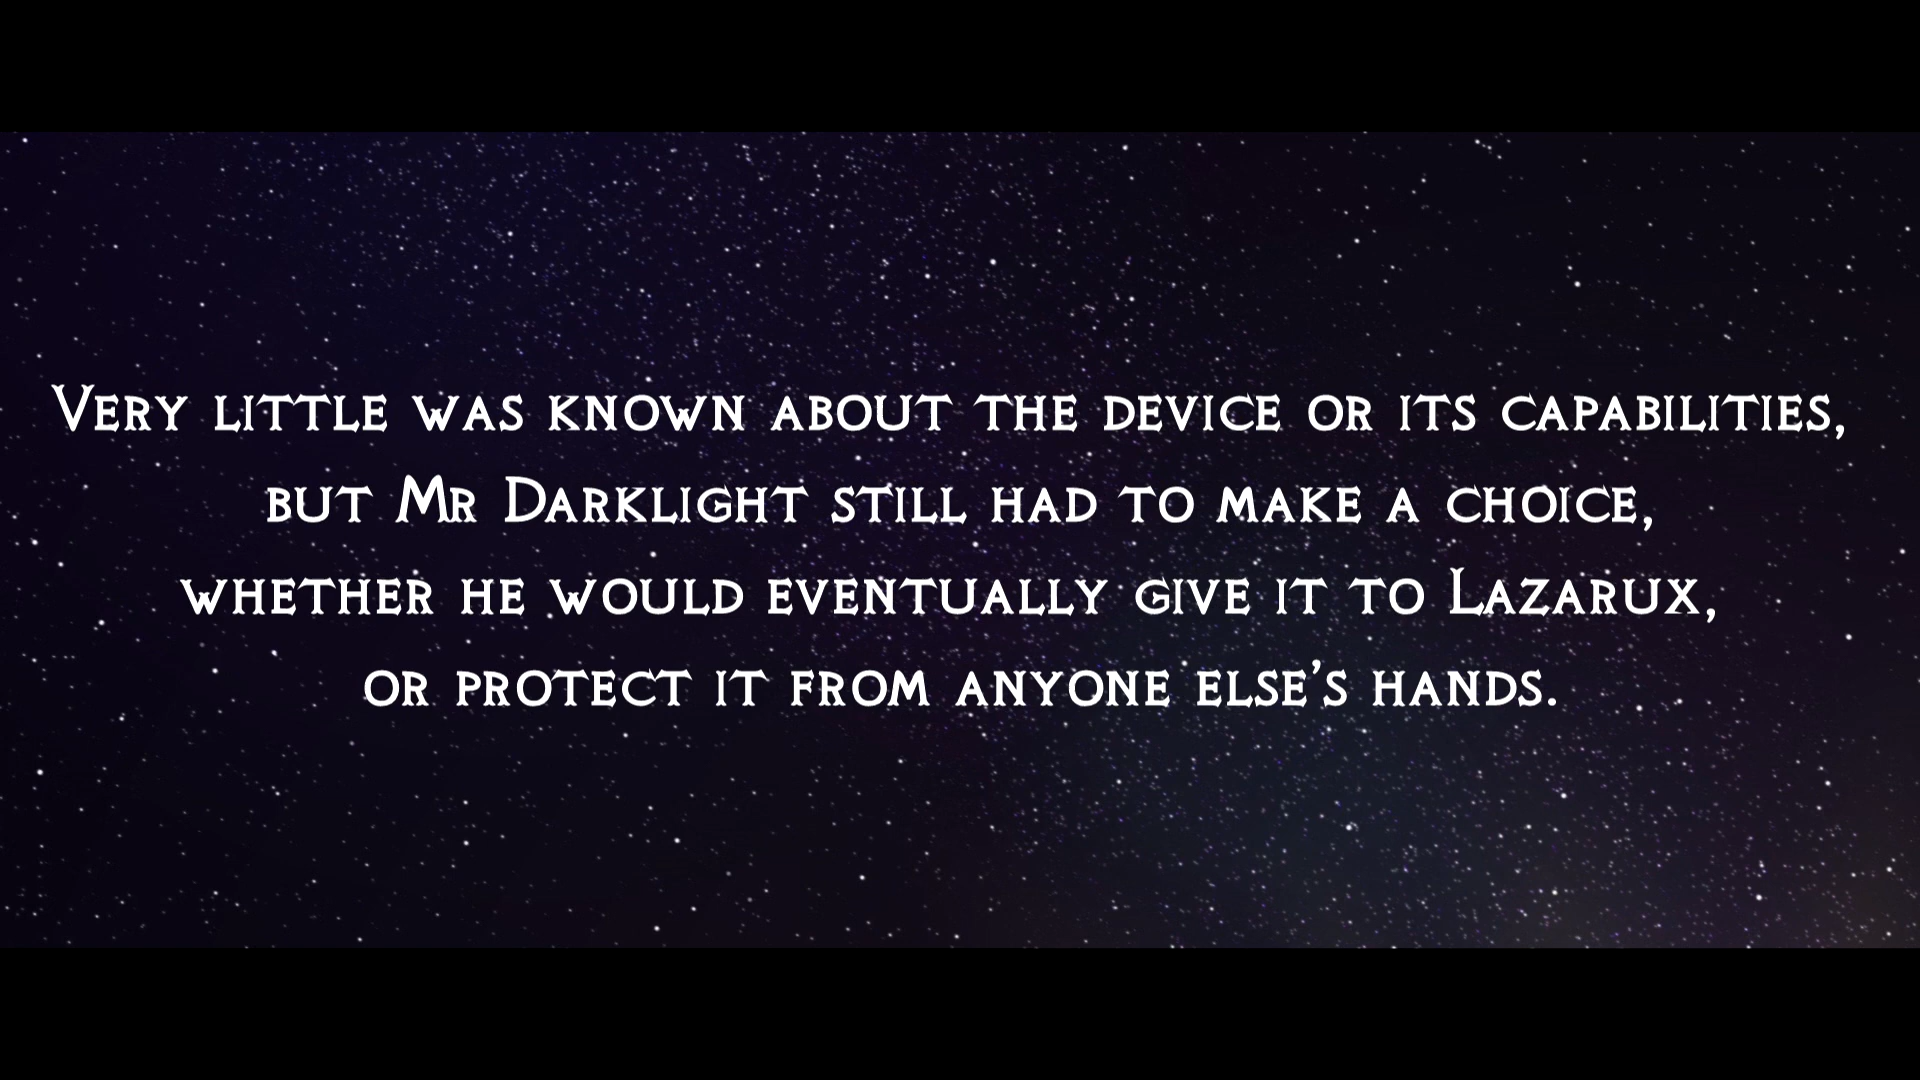 Very little was known about the device or its capabilities,
but Mr Darklight still had to make a choice,
whether he would eventually give it to Lazarux,
or protect it from anyone else's hands.